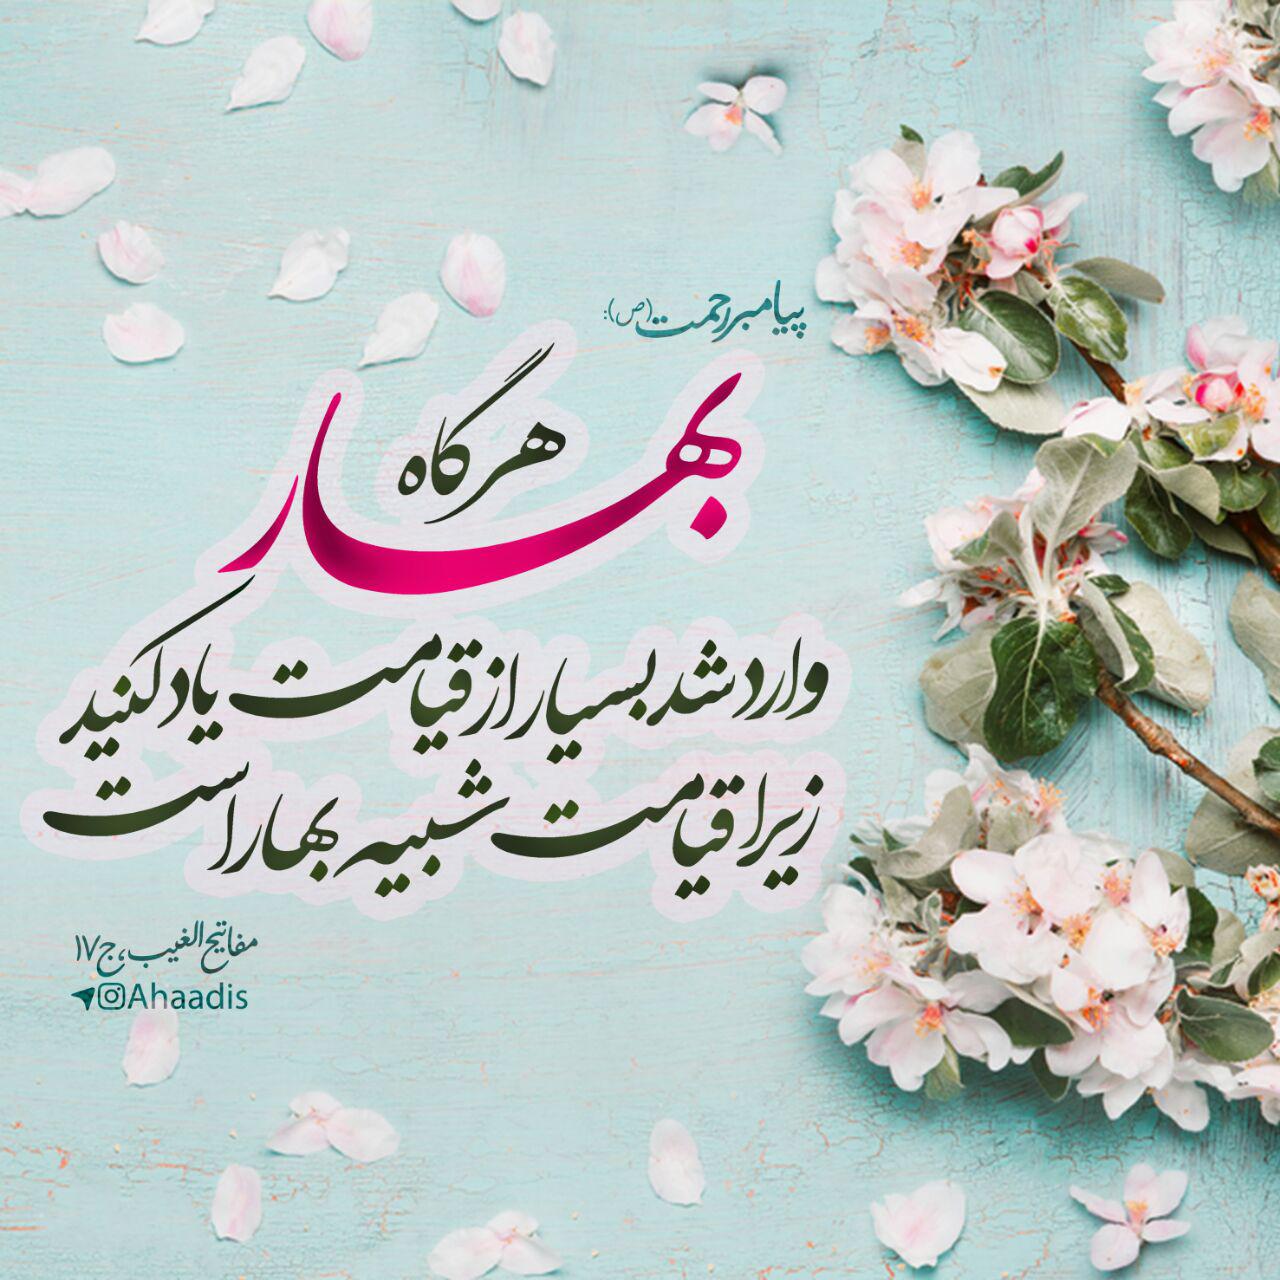 پیامبر رحمت(ص):
هرگاه
بهار
وارد شد بسیار از قیامت یاد کنید
زیرا قیامت شبیه بهار است
مفاتیح الغیب، ج ۱۷
Ahaadis